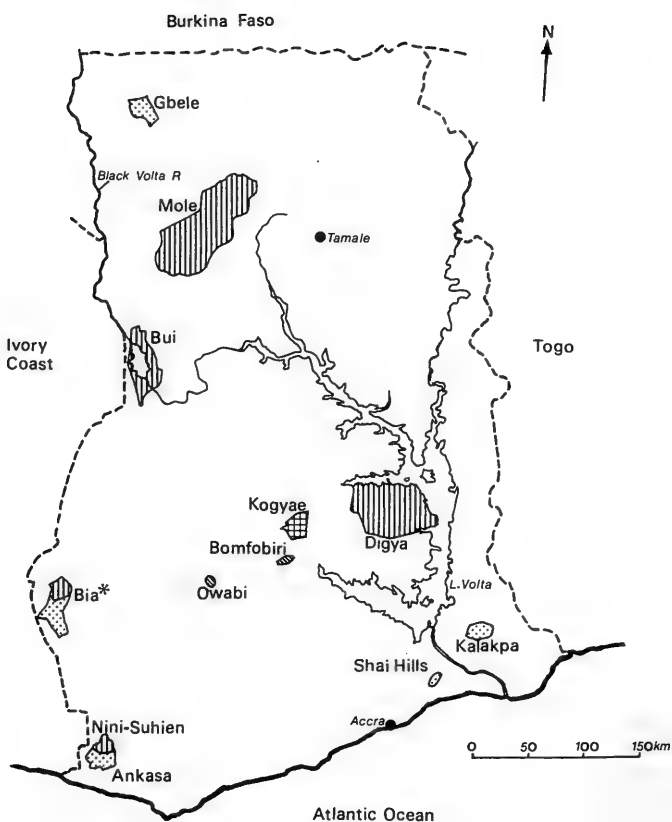 Burkina Faso
N
Gbele
Black Volta R
Mole
Tamale
Ivory
Coast
Bui
Togo
Kogyae
Bomfobiri
Digya
Owabi
Bia*
L. Volta
Kalakpa
Shai Hills
Nini-Suhien
Accra
Ankasa
0 50 100 150km
Atlantic Ocean